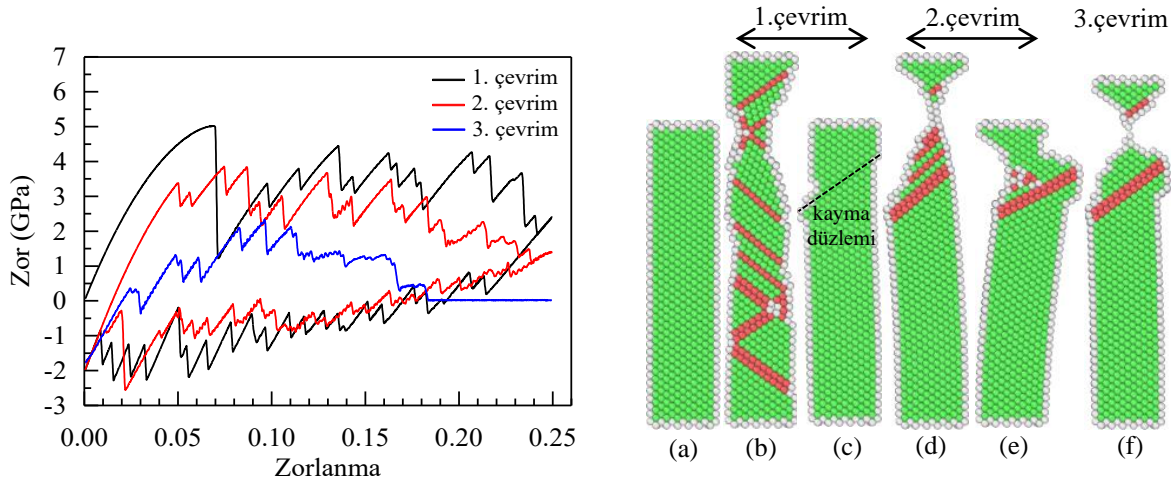 7
6
5
4
3
2
1
0
-1
-2
-3
Zor (GPa)
0.00
0.05
0.10
0.15
0.20
0.25
Zorlanma
1. çevrim
2. çevrim
3. çevrim
1.çevrim
2.çevrim
3.çevrim
kayma
düzlemi
(a)
(b)
(c)
(d)
(e)
(f)